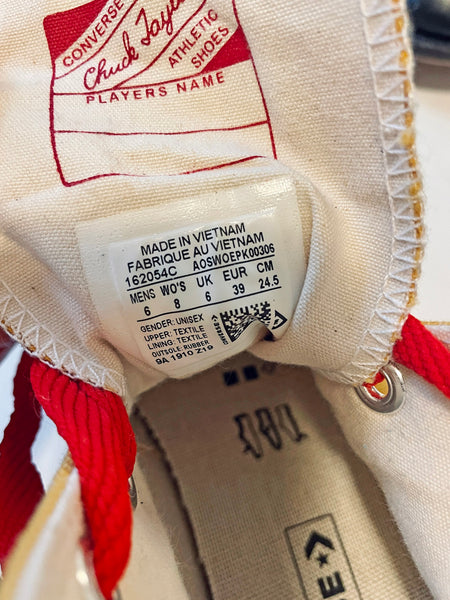 CONVERSE
Chuck Taylor
ATHLETIC
SHOES
PLAYERS NAME
MADE IN VIETNAM
FABRIQUE AU VIETNAM
162054C AOSWOEPK00306
MENS WO'S UK EUR CM
6 8 6 39 24.5
GENDER: UNISEX
UPPER: TEXTILE
LINING: TEXTILE
OUTSOLE: RUBBER
9A 1910 Z19